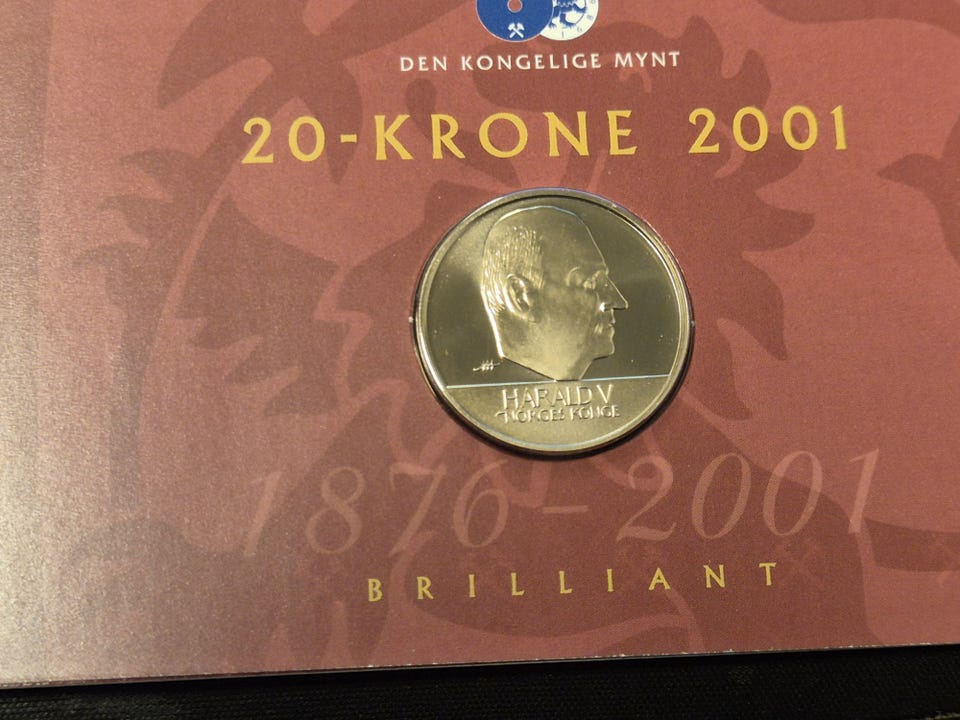 DEN KONGELIGE MYNT
20-KRONE 2001
HARALD V
NORGES KONGE
1876-2001
BRILLIANT